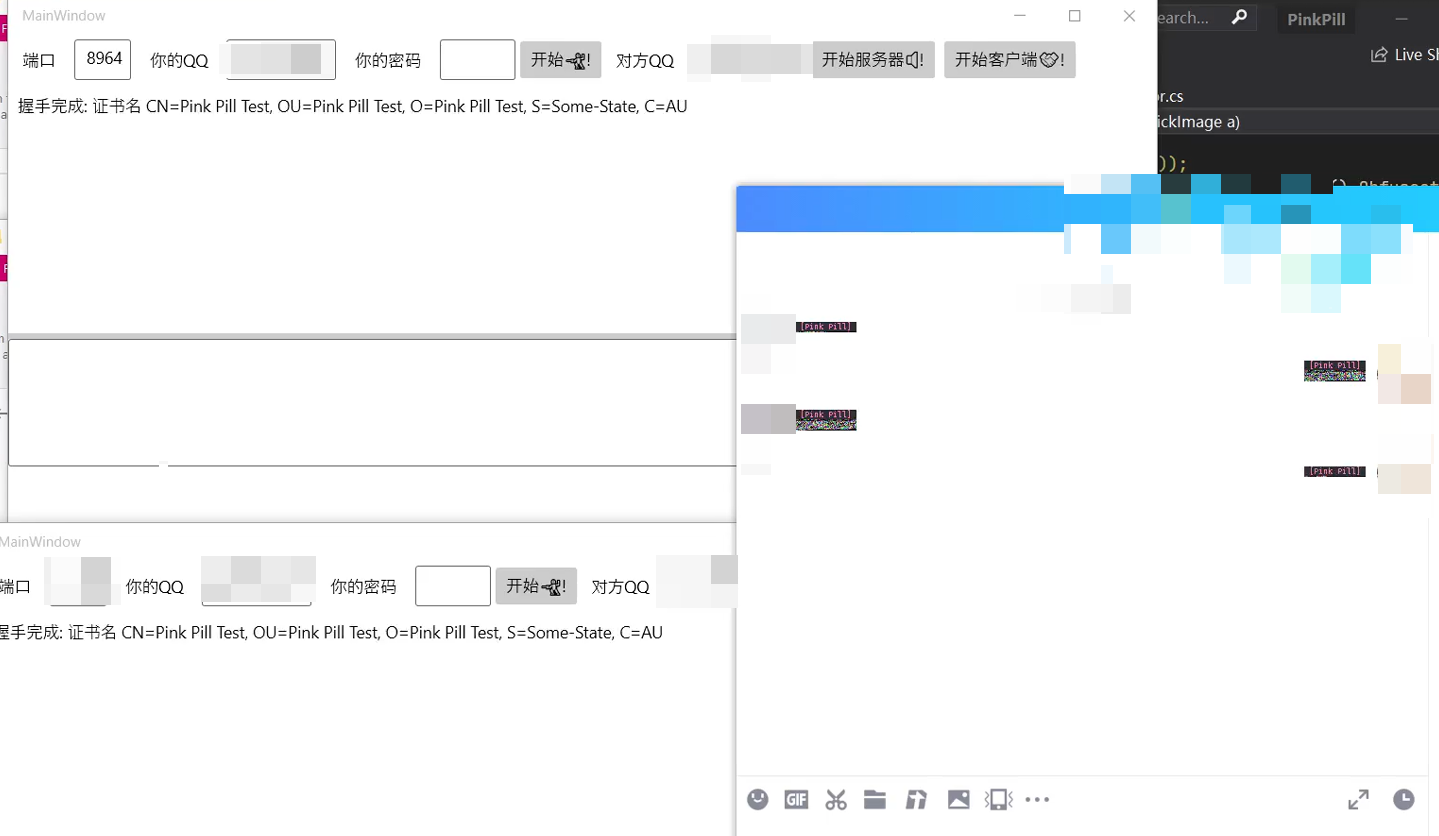 MainWindow
端口 8964 你的QQ 你的密码 开始🗣! 对方QQ 开始服务器🔊! 开始客户端🤝!
握手完成: 证书名 CN=Pink Pill Test, OU=Pink Pill Test, O=Pink Pill Test, S=Some-State, C=AU
earch... PinkPill
Live Sh
or.cs
ickImage a)
));
[Pink Pill]
[Pink Pill]
[Pink Pill]
[Pink Pill]
MainWindow
端口 你的QQ 你的密码 开始🗣! 对方QQ
握手完成: 证书名 CN=Pink Pill Test, OU=Pink Pill Test, O=Pink Pill Test, S=Some-State, C=AU
GIF